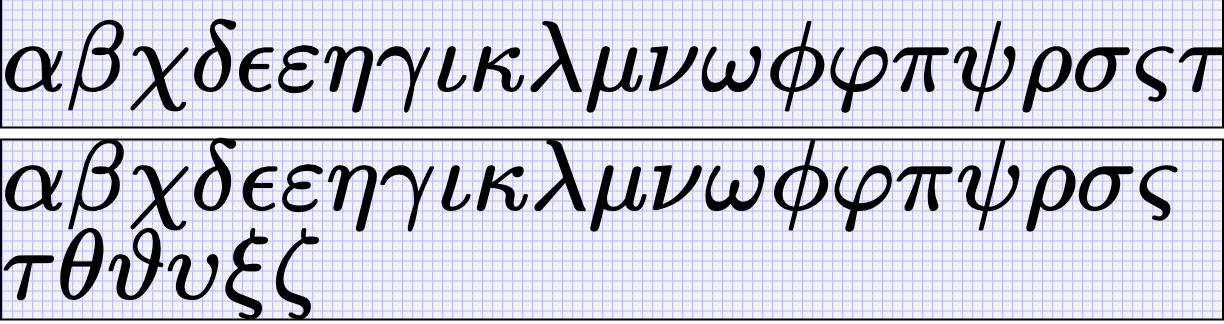 αβχδϵεηγικλμνωϕφπψρσςτ
αβχδϵεηγικλμνωϕφπψρσς
τθϑυξζ